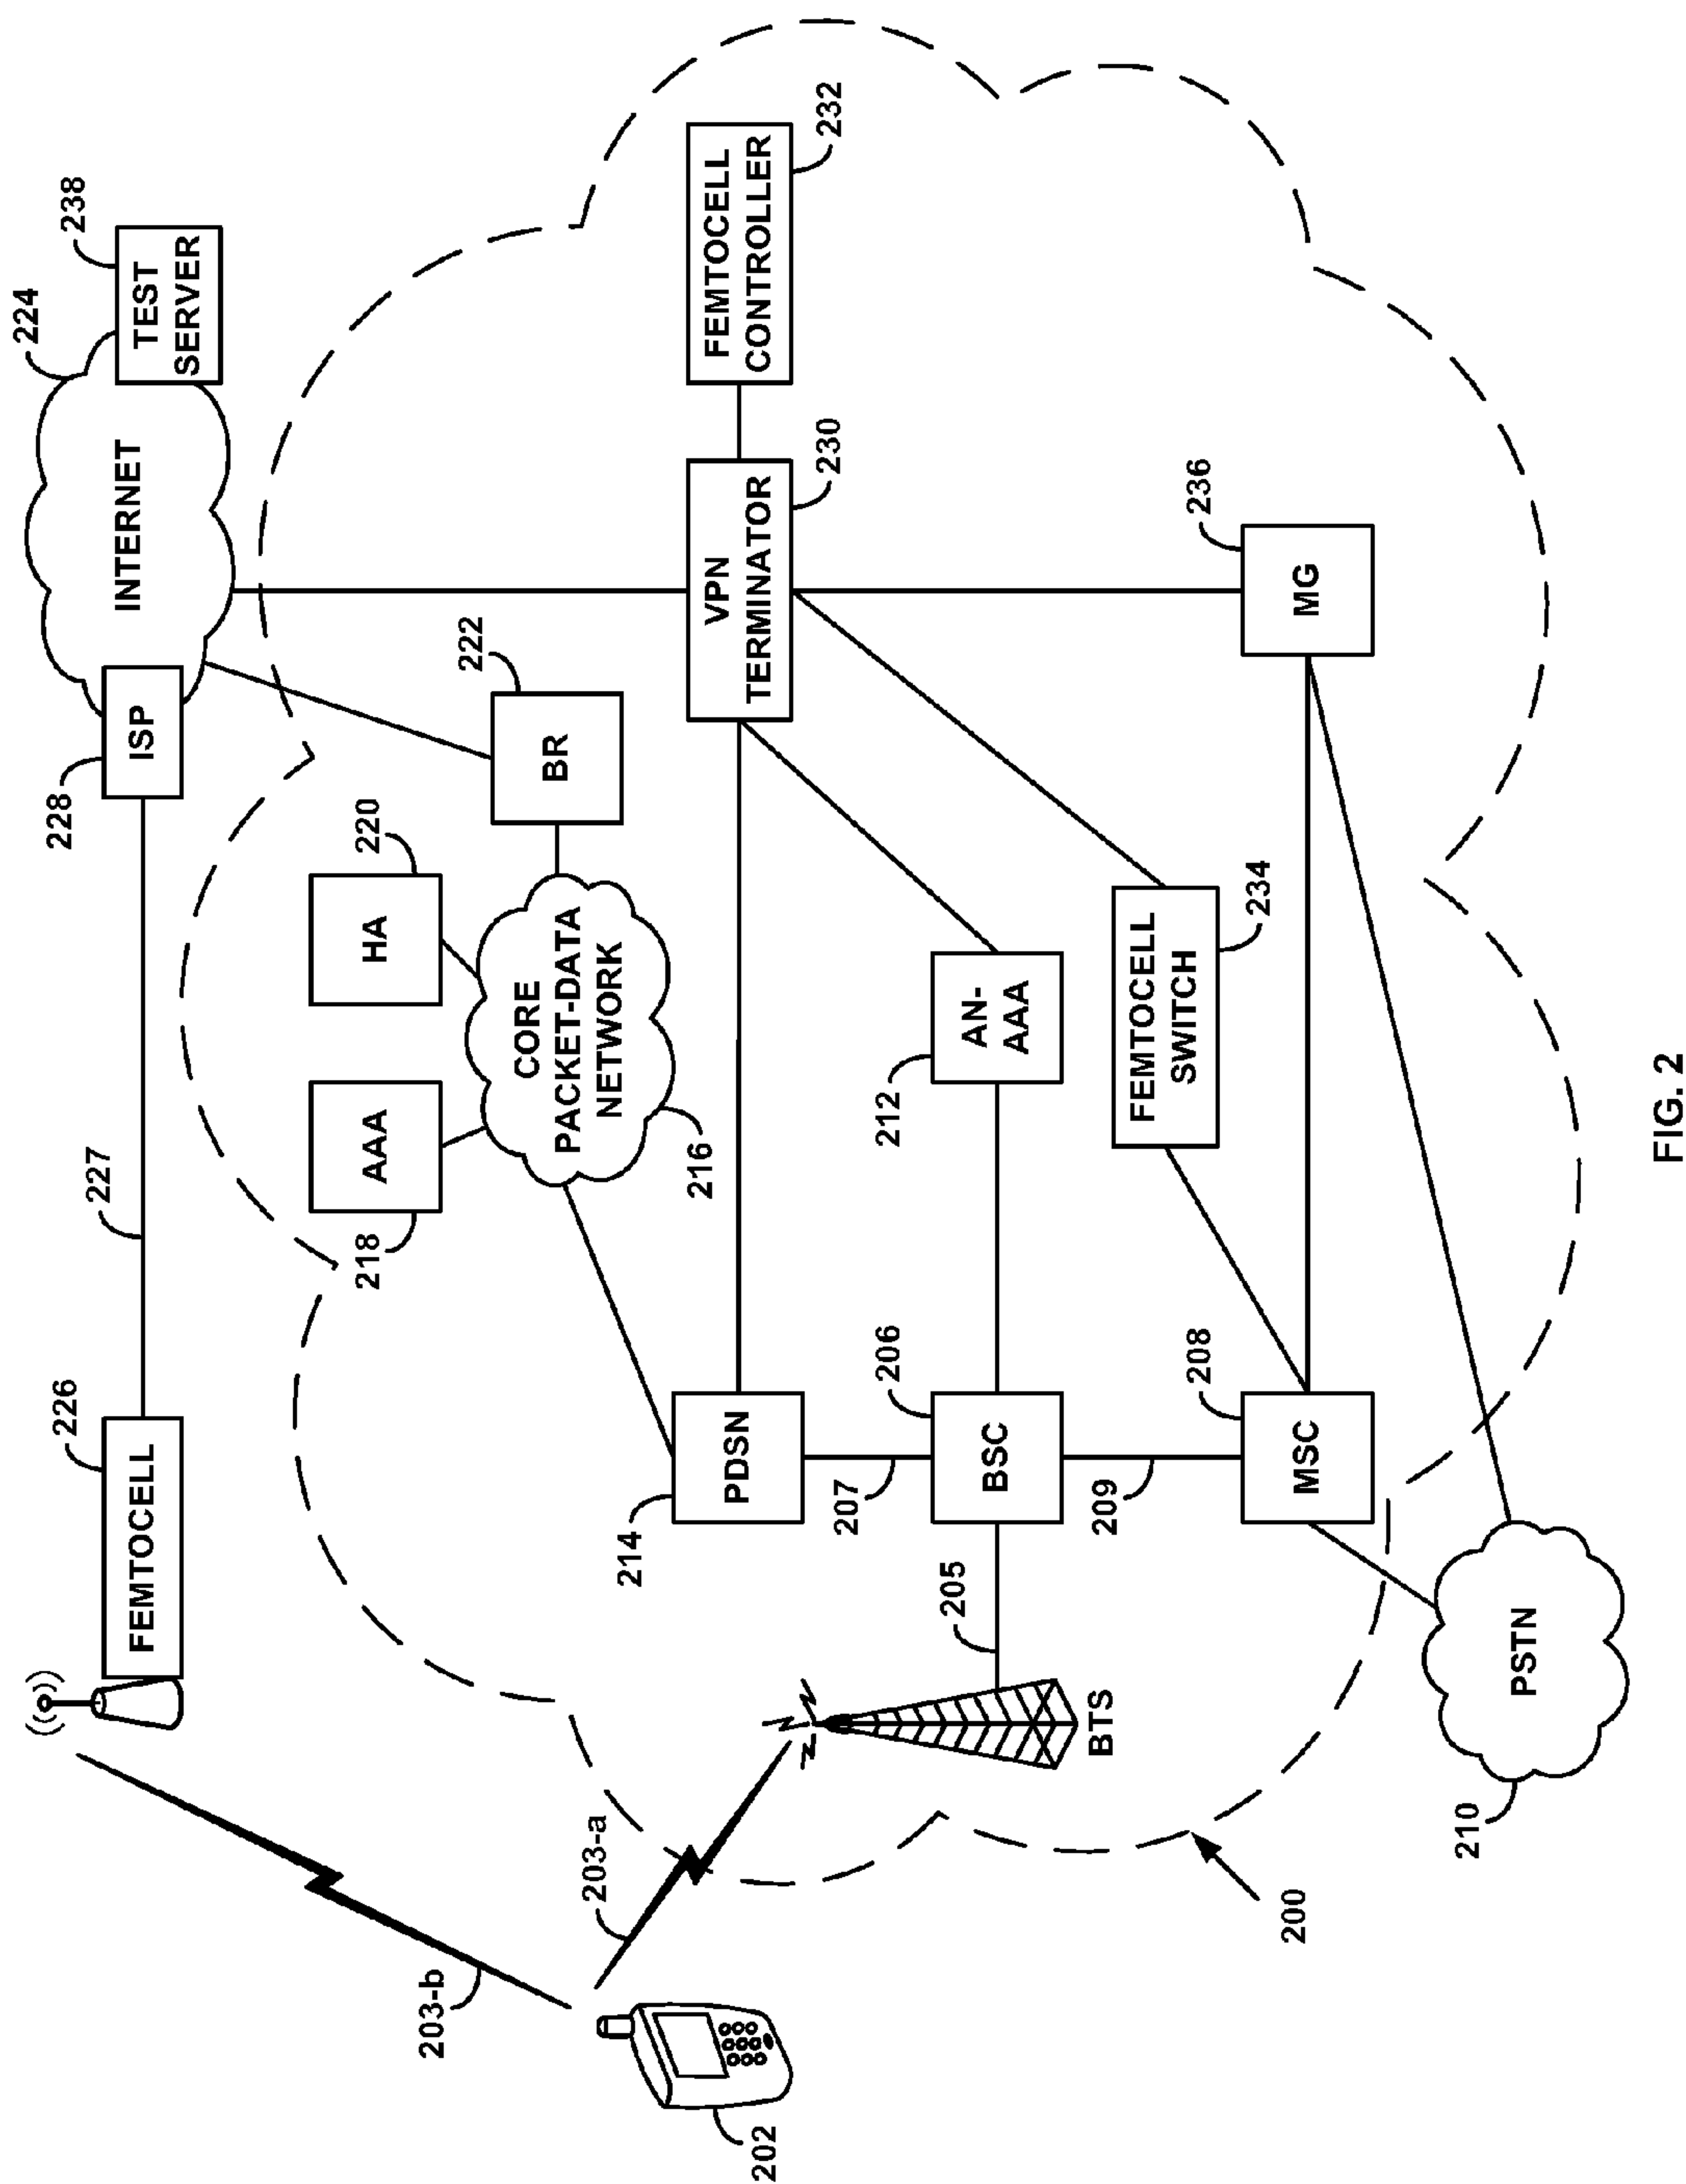 224
238
TEST
SERVER
INTERNET
228
ISP
227
226
FEMTOCELL
203-b
202
203-a
BTS
205
206
BSC
207
209
214
PDSN
218
AAA
220
HA
222
BR
CORE
PACKET-DATA
NETWORK
216
VPN
TERMINATOR
230
FEMTOCELL
CONTROLLER
232
212
AN-
AAA
FEMTOCELL
SWITCH
234
236
MG
208
MSC
PSTN
210
200
FIG. 2